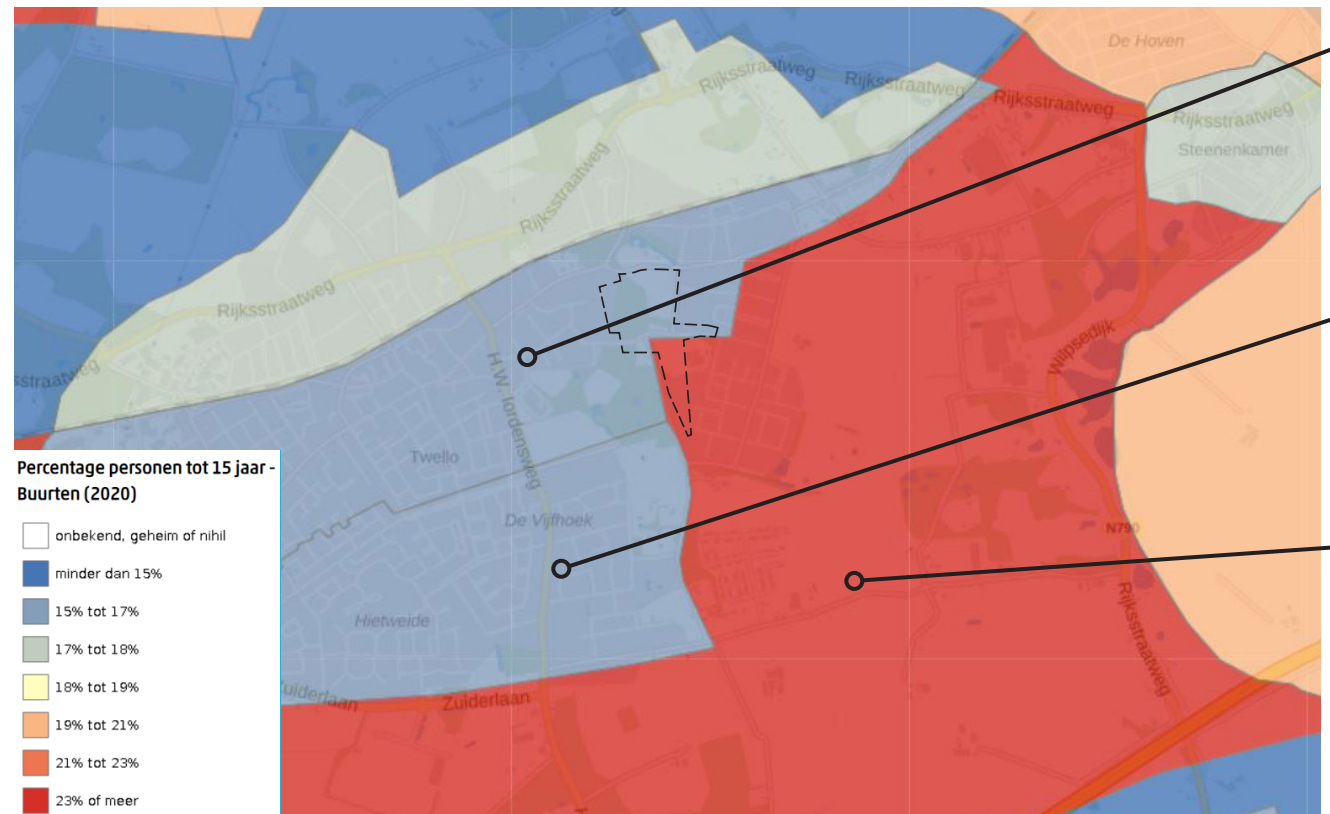 De Hoven
Rijksstraatweg
Rijksstraatweg
Rijksstraatweg
Rijksstraatweg
Steenenkamer
Rijksstraatweg
Rijksstraatweg
sstraatweg
Wilpsedijk
H.W. Iordensweg
Twello
De Vijfhoek
N790
Hietweide
Rijksstraatweg
Zuiderlaan
Zuiderlaan
Percentage personen tot 15 jaar -
Buurten (2020)
onbekend, geheim of nihil
minder dan 15%
15% tot 17%
17% tot 18%
18% tot 19%
19% tot 21%
21% tot 23%
23% of meer